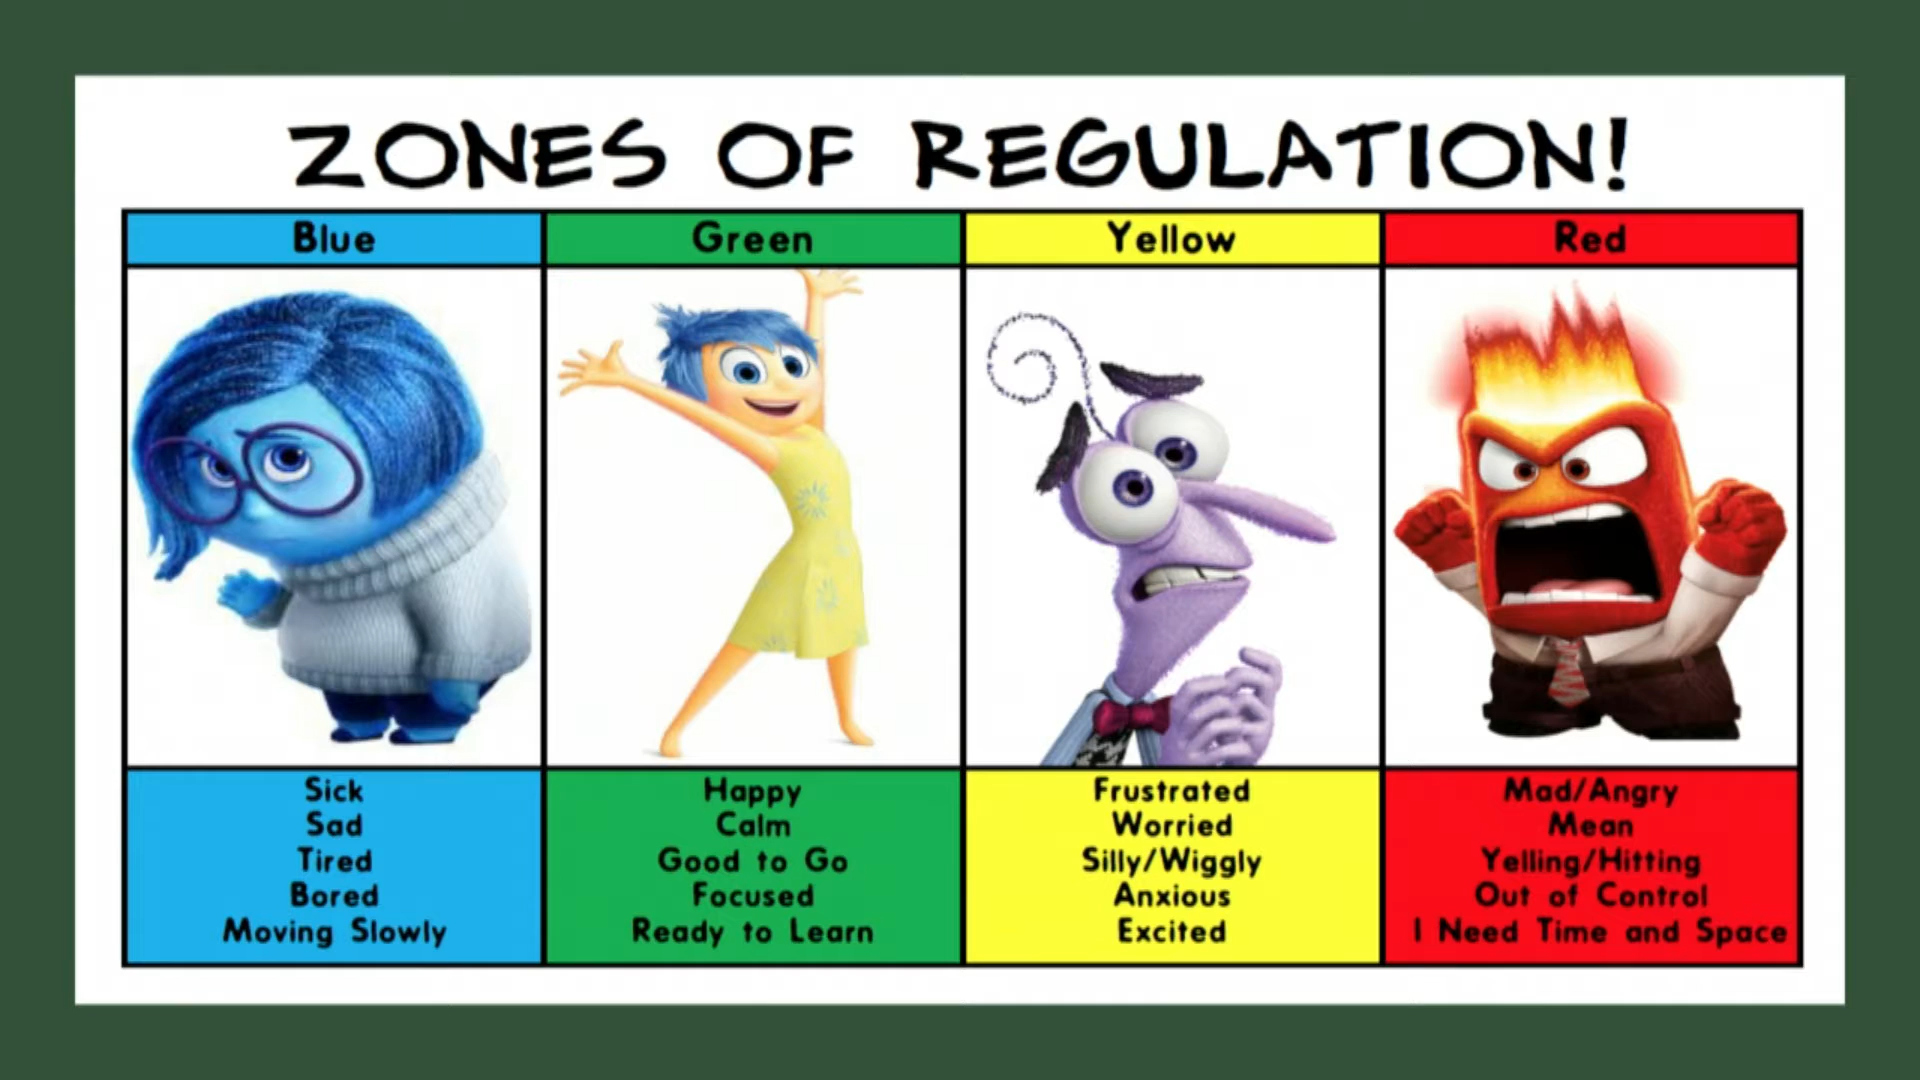 ZONES OF REGULATION!
Blue
Green
Yellow
Red
Sick
Sad
Tired
Bored
Moving Slowly
Happy
Calm
Good to Go
Focused
Ready to Learn
Frustrated
Worried
Silly/Wiggly
Anxious
Excited
Mad/Angry
Mean
Yelling/Hitting
Out of Control
I Need Time and Space